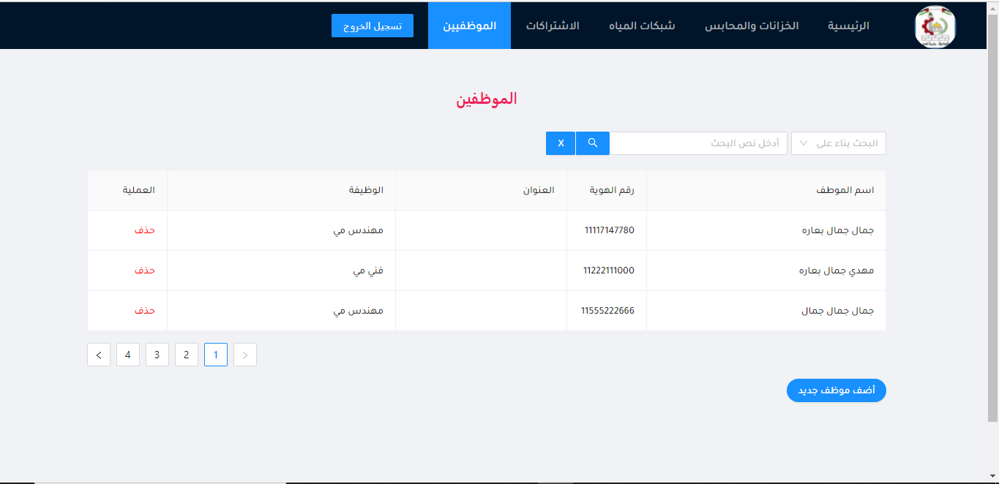 الرئيسية الخزانات والمحابس شبكات المياه الاشتراكات الموظفيين تسجيل الخروج
الموظفين
البحث بناء على أدخل نص البحث X
اسم الموظف رقم الهوية العنوان الوظيفة العملية
جمال جمال بعاره 11117147780 مهندس مي حذف
مهدي جمال بعاره 11222111000 فني مي حذف
جمال جمال جمال 11555222666 مهندس مي حذف
1 2 3 4
أضف موظف جديد